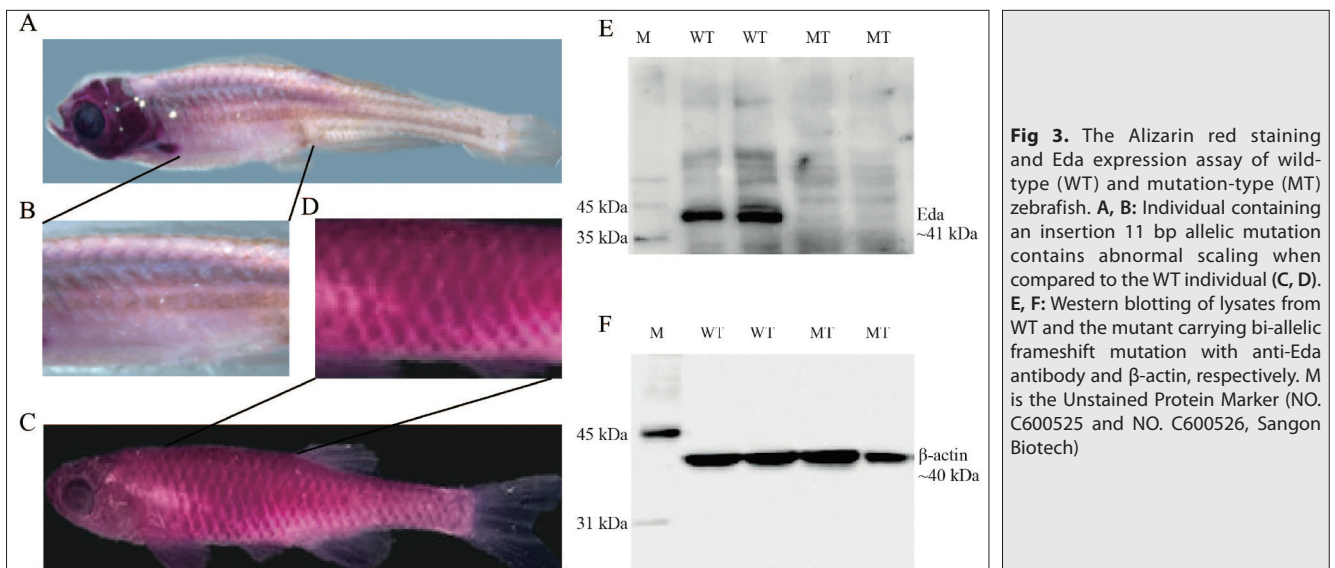 A
B
D
C
E
M WT WT MT MT
45 kDa
35 kDa
Eda
~41 kDa
F
M WT WT MT MT
45 kDa
31 kDa
β-actin
~40 kDa
Fig 3. The Alizarin red staining
and Eda expression assay of wild-
type (WT) and mutation-type (MT)
zebrafish. A, B: Individual containing
an insertion 11 bp allelic mutation
contains abnormal scaling when
compared to the WT individual (C, D).
E, F: Western blotting of lysates from
WT and the mutant carrying bi-allelic
frameshift mutation with anti-Eda
antibody and β-actin, respectively. M
is the Unstained Protein Marker (NO.
C600525 and NO. C600526, Sangon
Biotech)